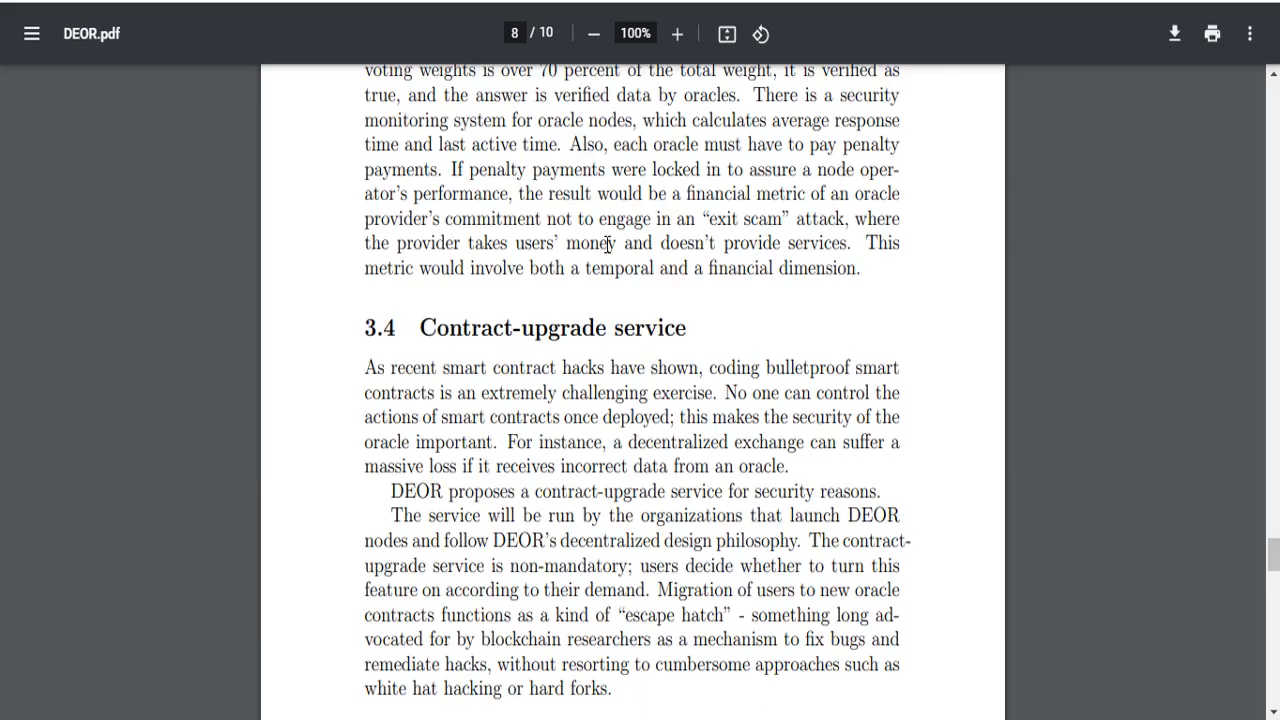 DEOR.pdf
8 / 10
100%
voting weights is over 70 percent of the total weight, it is verified as
true, and the answer is verified data by oracles. There is a security
monitoring system for oracle nodes, which calculates average response
time and last active time. Also, each oracle must have to pay penalty
payments. If penalty payments were locked in to assure a node oper-
ator's performance, the result would be a financial metric of an oracle
provider's commitment not to engage in an “exit scam” attack, where
the provider takes users' money and doesn't provide services. This
metric would involve both a temporal and a financial dimension.
3.4 Contract-upgrade service
As recent smart contract hacks have shown, coding bulletproof smart
contracts is an extremely challenging exercise. No one can control the
actions of smart contracts once deployed; this makes the security of the
oracle important. For instance, a decentralized exchange can suffer a
massive loss if it receives incorrect data from an oracle.
DEOR proposes a contract-upgrade service for security reasons.
The service will be run by the organizations that launch DEOR
nodes and follow DEOR's decentralized design philosophy. The contract-
upgrade service is non-mandatory; users decide whether to turn this
feature on according to their demand. Migration of users to new oracle
contracts functions as a kind of “escape hatch” - something long ad-
vocated for by blockchain researchers as a mechanism to fix bugs and
remediate hacks, without resorting to cumbersome approaches such as
white hat hacking or hard forks.